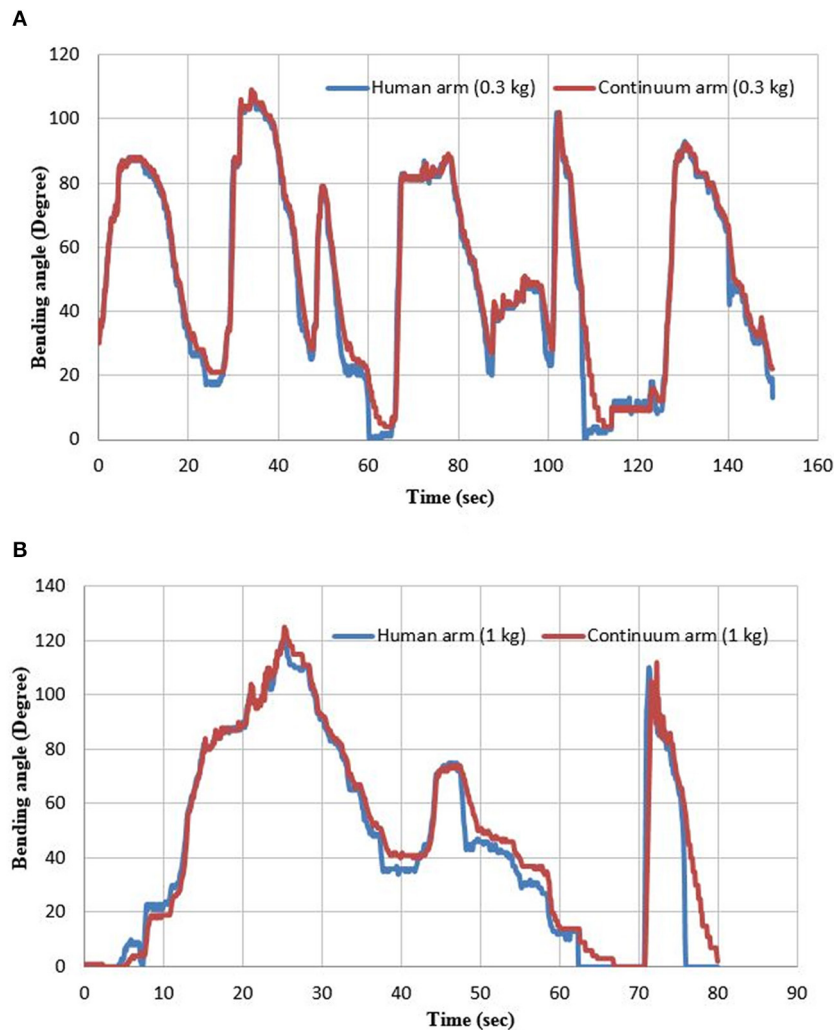 A
120
100
80
60
40
20
0
Bending angle (Degree)
Human arm (0.3 kg) Continuum arm (0.3 kg)
0 20 40 60 80 100 120 140 160
Time (sec)
B
140
120
100
80
60
40
20
0
Bending angle (Degree)
Human arm (1 kg) Continuum arm (1 kg)
0 10 20 30 40 50 60 70 80 90
Time (sec)